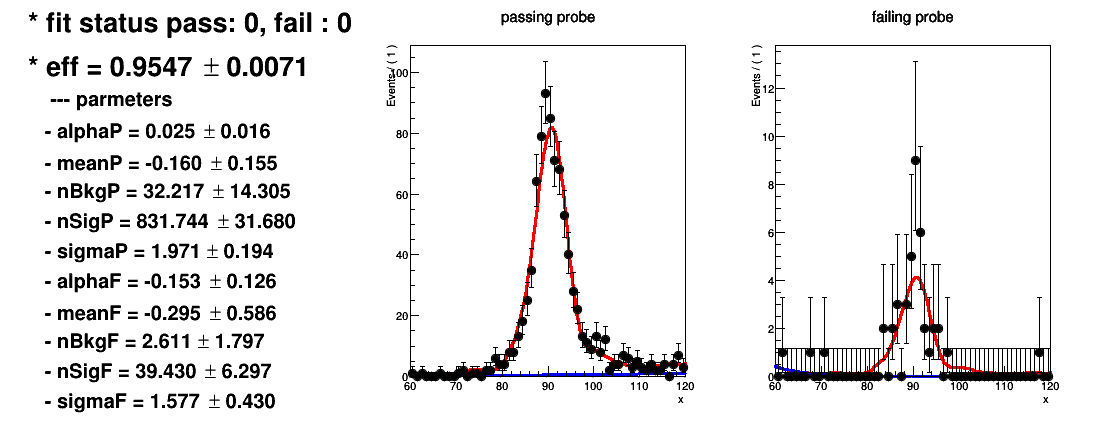 * fit status pass: 0, fail : 0
* eff = 0.9547 ± 0.0071
--- parmeters
- alphaP = 0.025 ± 0.016
- meanP = -0.160 ± 0.155
- nBkgP = 32.217 ± 14.305
- nSigP = 831.744 ± 31.680
- sigmaP = 1.971 ± 0.194
- alphaF = -0.153 ± 0.126
- meanF = -0.295 ± 0.586
- nBkgF = 2.611 ± 1.797
- nSigF = 39.430 ± 6.297
- sigmaF = 1.577 ± 0.430
passing probe
Events / ( 1 )
100
80
60
40
20
0
60 70 80 90 100 110 120
x
failing probe
Events / ( 1 )
12
10
8
6
4
2
0
60 70 80 90 100 110 120
x